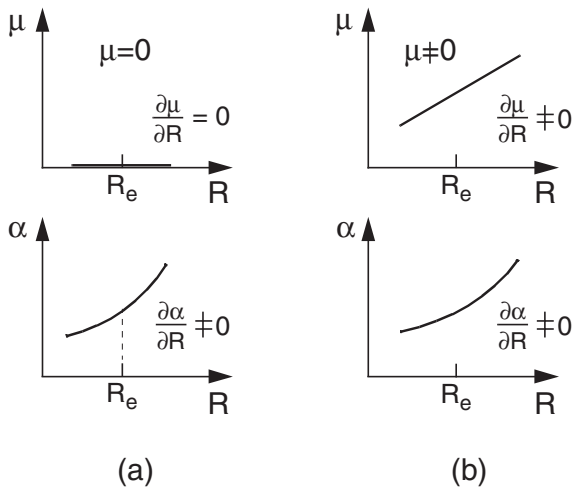 μ
μ=0
∂μ/∂R = 0
R_e
R
μ
μ≠0
∂μ/∂R ≠0
R_e
R
α
∂α/∂R ≠0
R_e
R
α
∂α/∂R ≠0
R_e
R
(a)
(b)